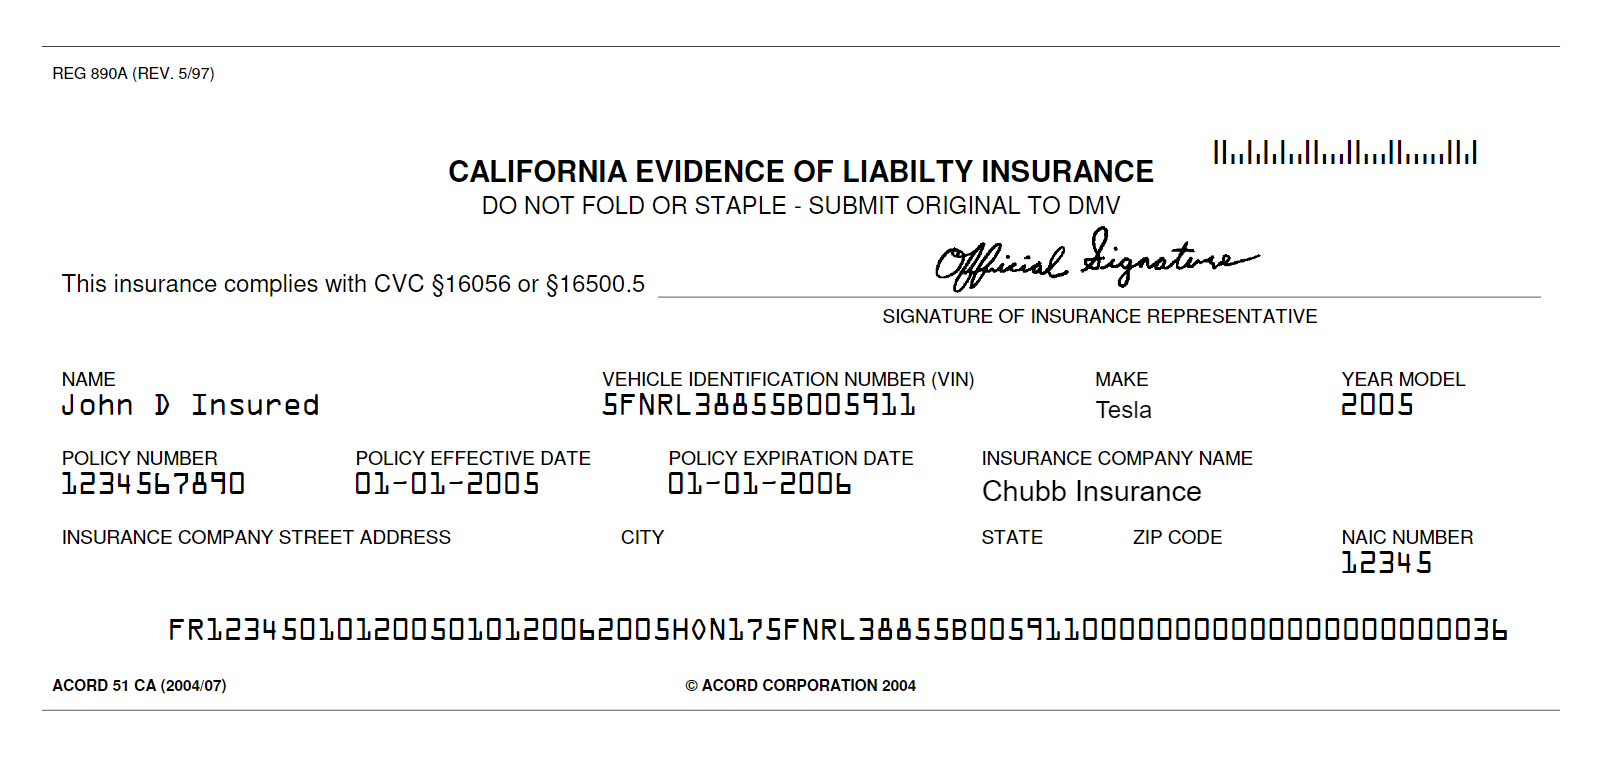 REG 890A (REV. 5/97)
CALIFORNIA EVIDENCE OF LIABILTY INSURANCE
DO NOT FOLD OR STAPLE - SUBMIT ORIGINAL TO DMV
Official Signature
This insurance complies with CVC §16056 or §16500.5
SIGNATURE OF INSURANCE REPRESENTATIVE
NAME VEHICLE IDENTIFICATION NUMBER (VIN) MAKE YEAR MODEL
John D Insured 5FNRL38855B005911 Tesla 2005
POLICY NUMBER POLICY EFFECTIVE DATE POLICY EXPIRATION DATE INSURANCE COMPANY NAME
1234567890 01-01-2005 01-01-2006 Chubb Insurance
INSURANCE COMPANY STREET ADDRESS CITY STATE ZIP CODE NAIC NUMBER
12345
FR1234501012005010120062005HON175FNRL38855B00591100000000000000000000036
ACORD 51 CA (2004/07) © ACORD CORPORATION 2004